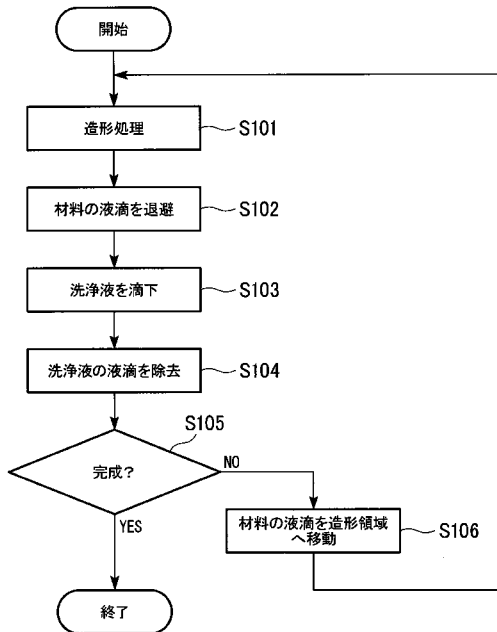 開始
造形処理
S101
材料の液滴を退避
S102
洗浄液を滴下
S103
洗浄液の液滴を除去
S104
S105
完成?
NO
YES
材料の液滴を造形領域
へ移動
S106
終了